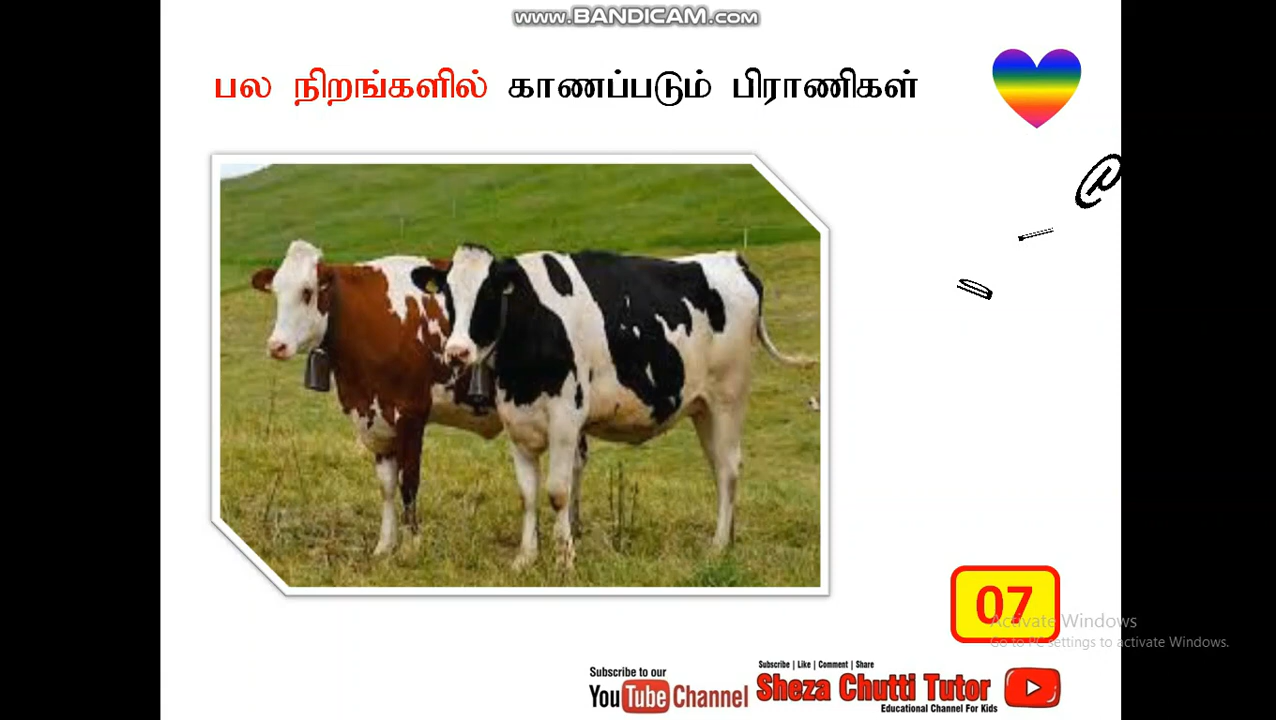 www.BANDICAM.com
பல நிறங்களில் காணப்படும் பிராணிகள்
07
Activate Windows
Go to PC settings to activate Windows.
Subscribe to our
YouTube Channel
Subscribe | Like | Comment | Share
Sheza Chutti Tutor
Educational Channel For Kids